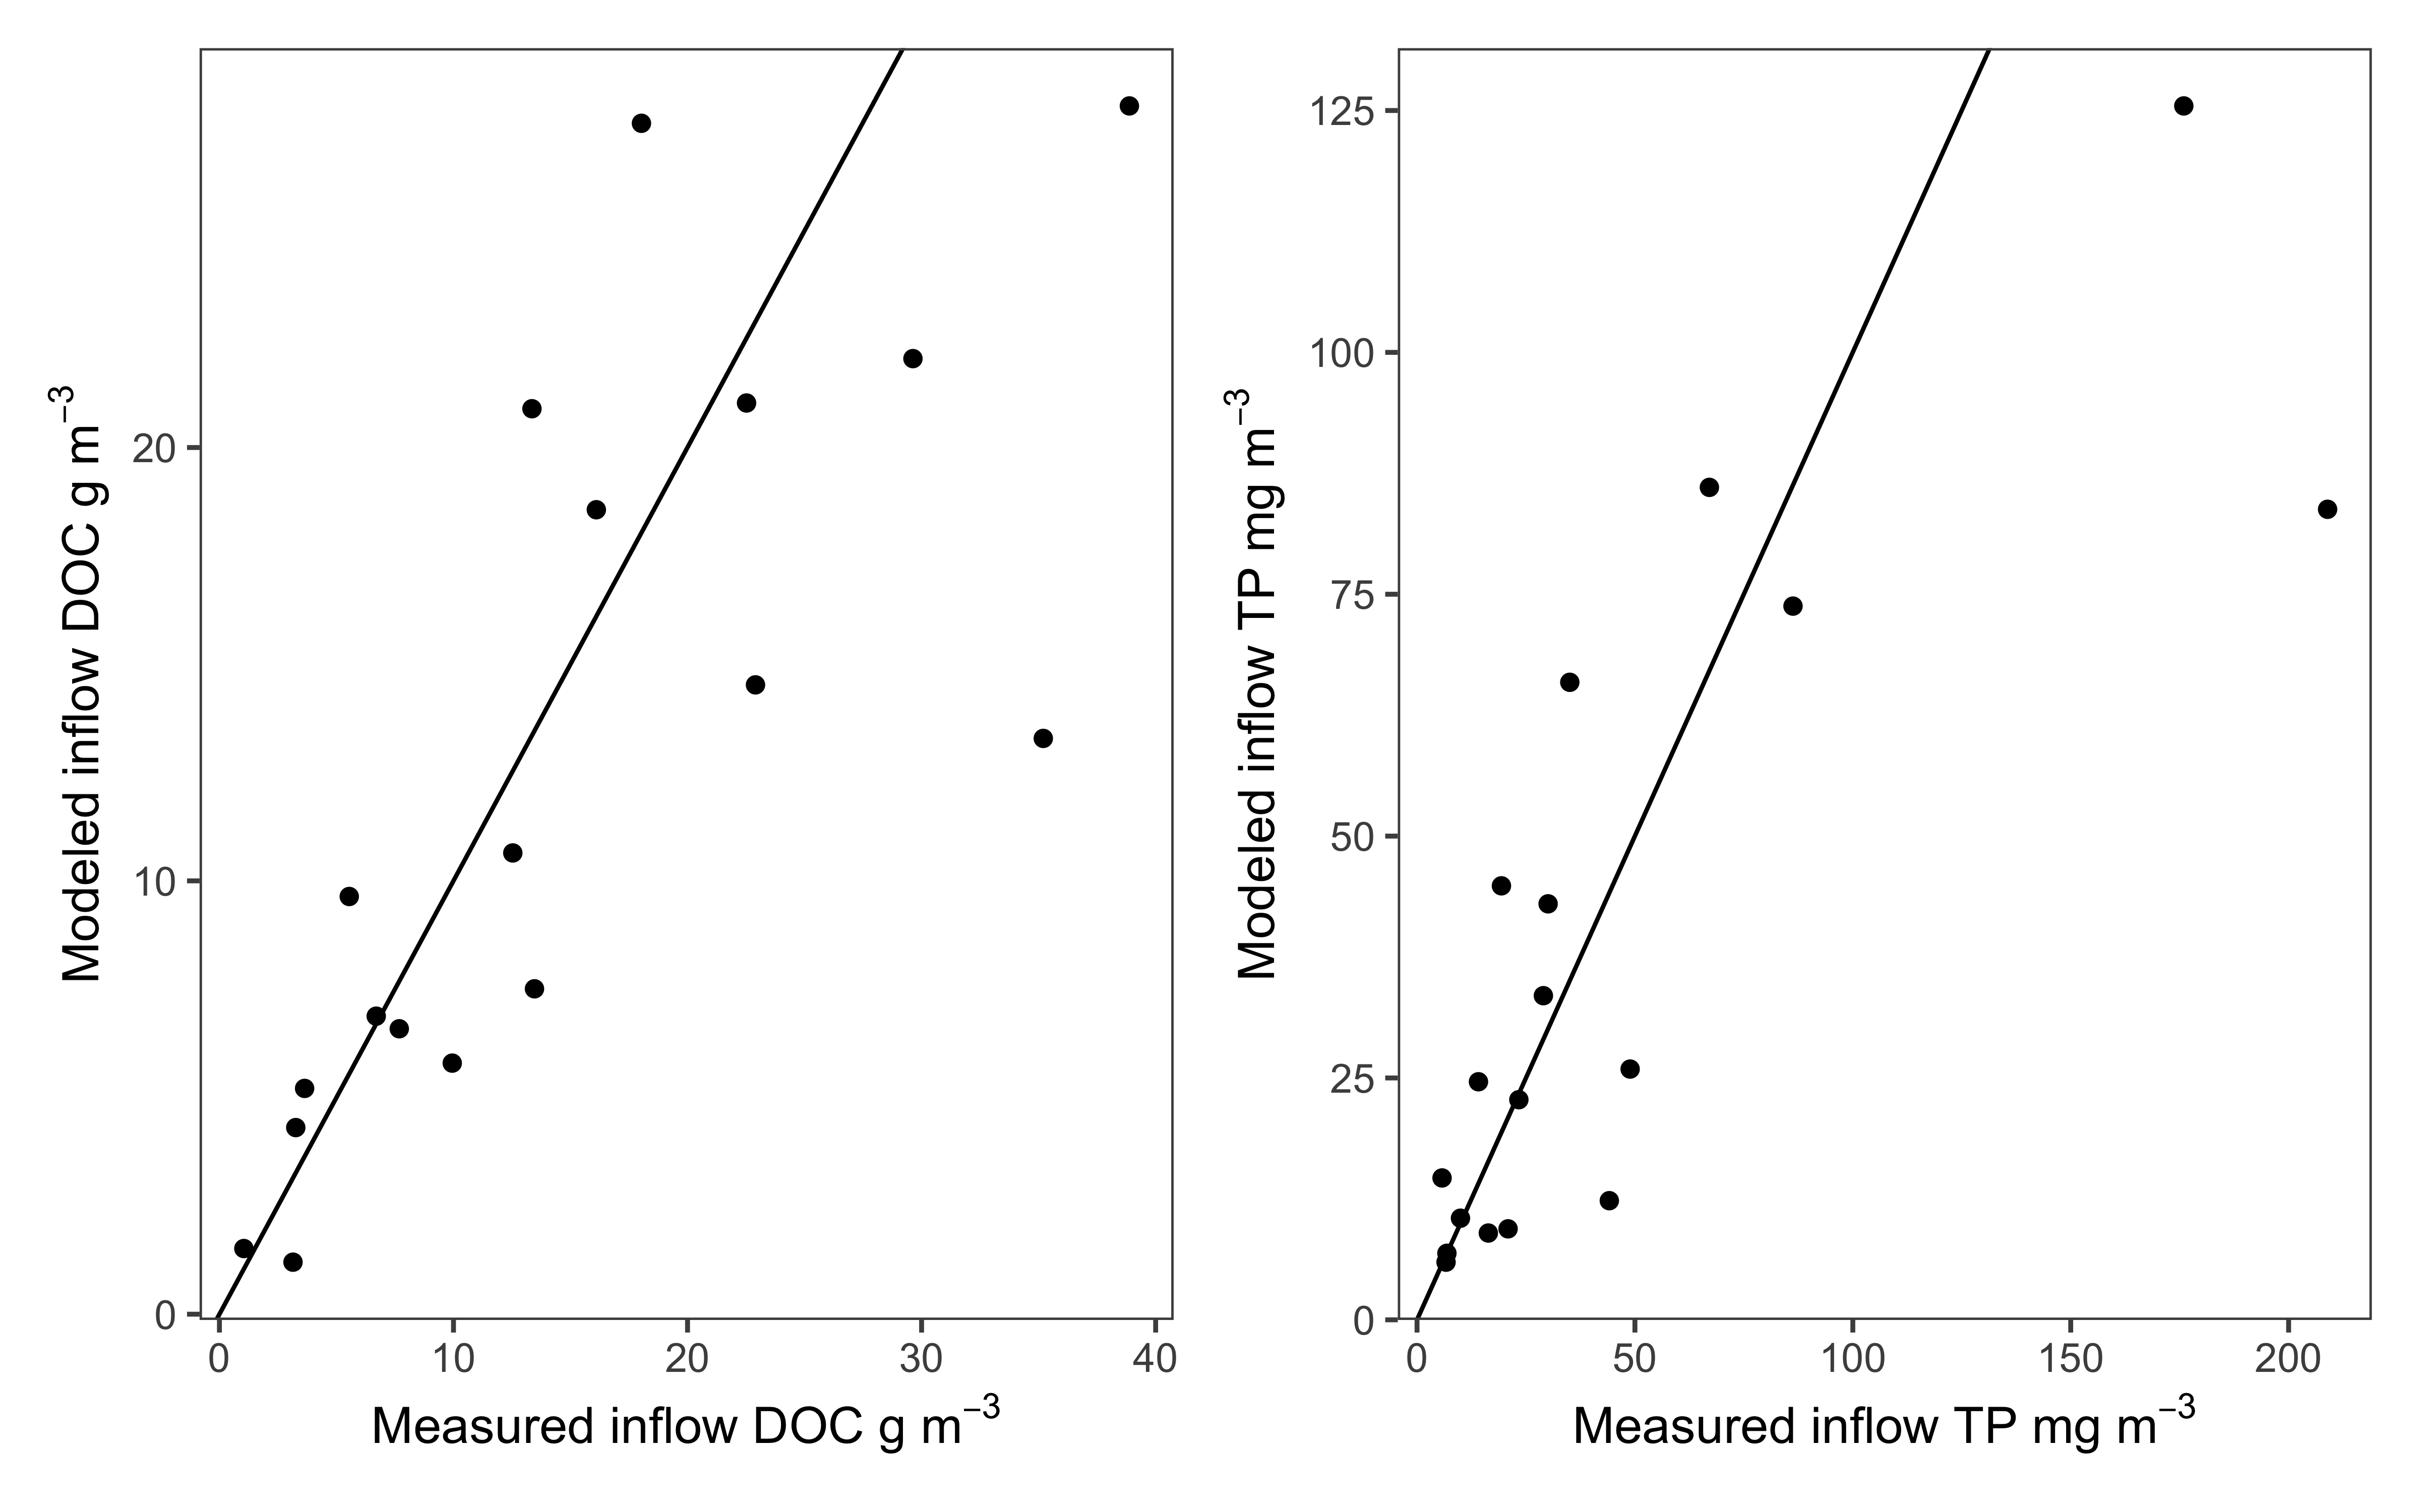 Modeled inflow DOC g m⁻³
20
10
0
0 10 20 30 40
Measured inflow DOC g m⁻³
Modeled inflow TP mg m⁻³
125
100
75
50
25
0
0 50 100 150 200
Measured inflow TP mg m⁻³